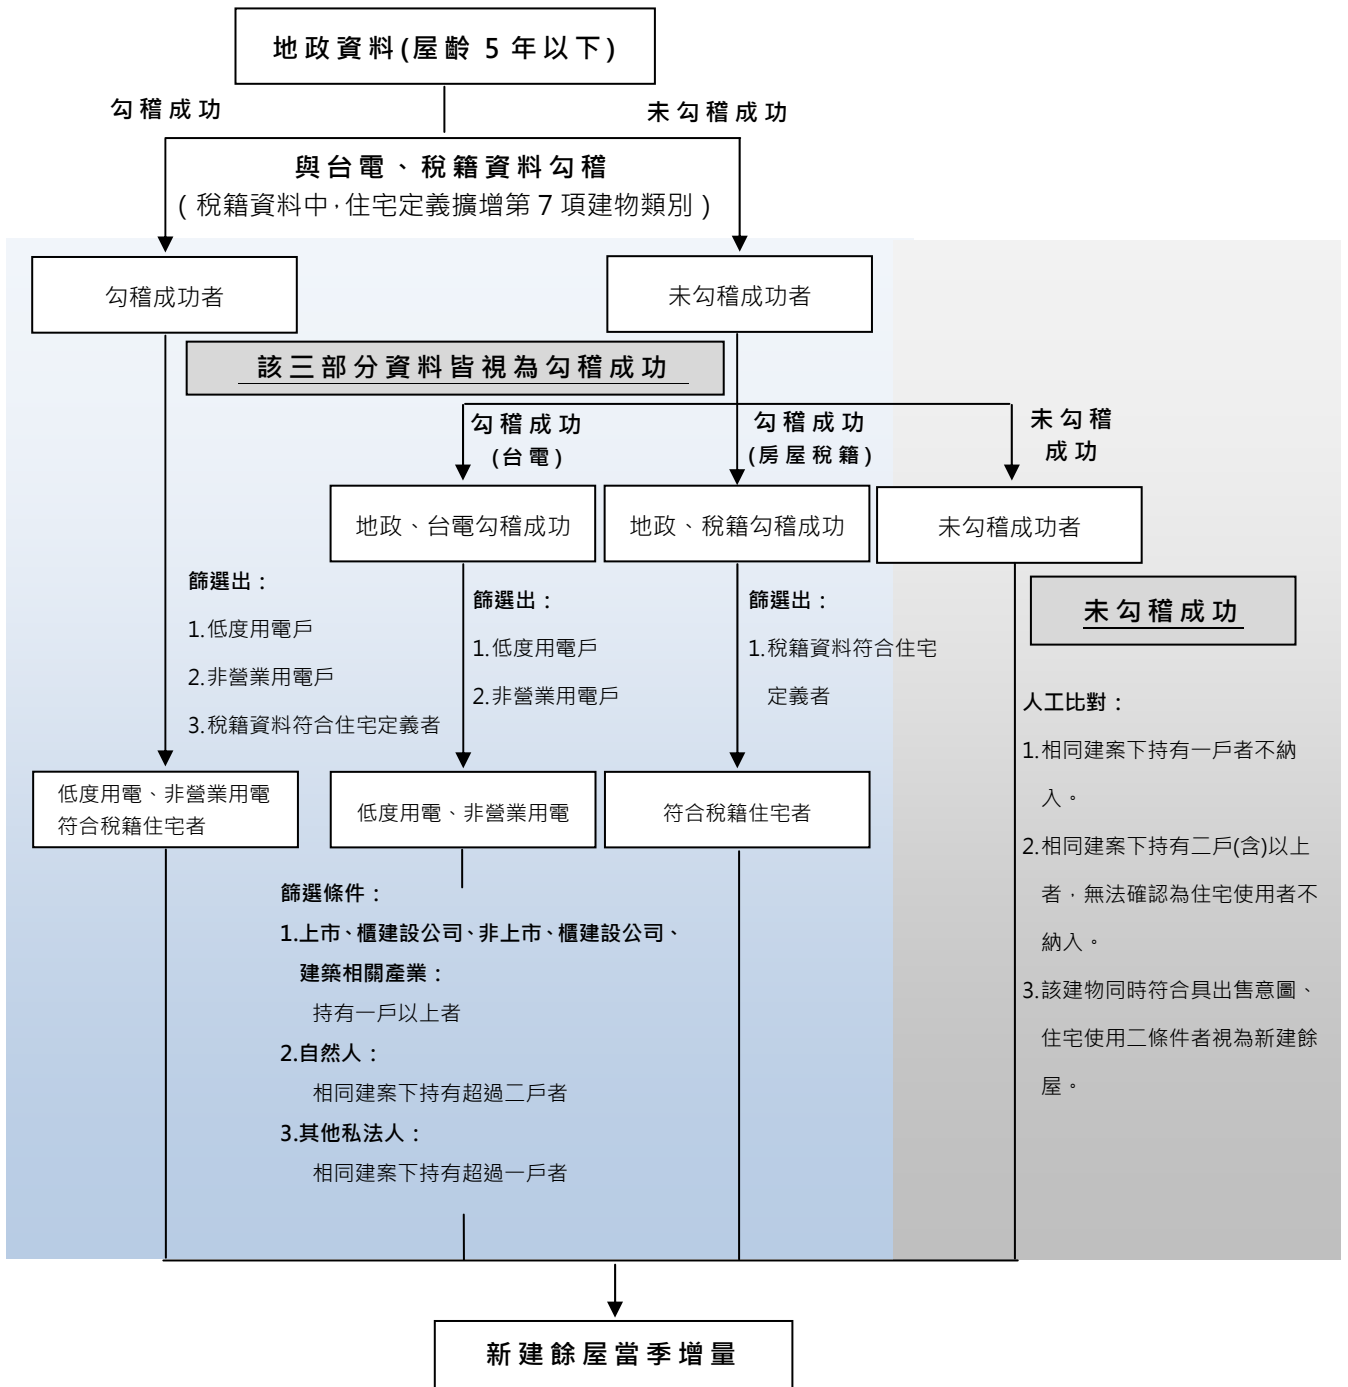 地政資料(屋齡 5 年以下)
勾稽成功
未勾稽成功
與台電、稅籍資料勾稽
(稅籍資料中,住宅定義擴增第 7 項建物類別)
勾稽成功者
未勾稽成功者
該三部分資料皆視為勾稽成功
勾稽成功
(台電)
勾稽成功
(房屋稅籍)
未勾稽
成功
地政、台電勾稽成功
地政、稅籍勾稽成功
未勾稽成功者
篩選出：
1.低度用電戶
2.非營業用電戶
3.稅籍資料符合住宅定義者
篩選出：
1.低度用電戶
2.非營業用電戶
篩選出：
1.稅籍資料符合住宅
定義者
未勾稽成功
人工比對：
1.相同建案下持有一戶者不納
入。
2.相同建案下持有二戶(含)以上
者，無法確認為住宅使用者不
納入。
3.該建物同時符合具出售意圖、
住宅使用二條件者視為新建餘
屋。
低度用電、非營業用電
符合稅籍住宅者
低度用電、非營業用電
符合稅籍住宅者
篩選條件：
1.上市、櫃建設公司、非上市、櫃建設公司、
建築相關產業：
持有一戶以上者
2.自然人：
相同建案下持有超過二戶者
3.其他私法人：
相同建案下持有超過一戶者
新建餘屋當季增量